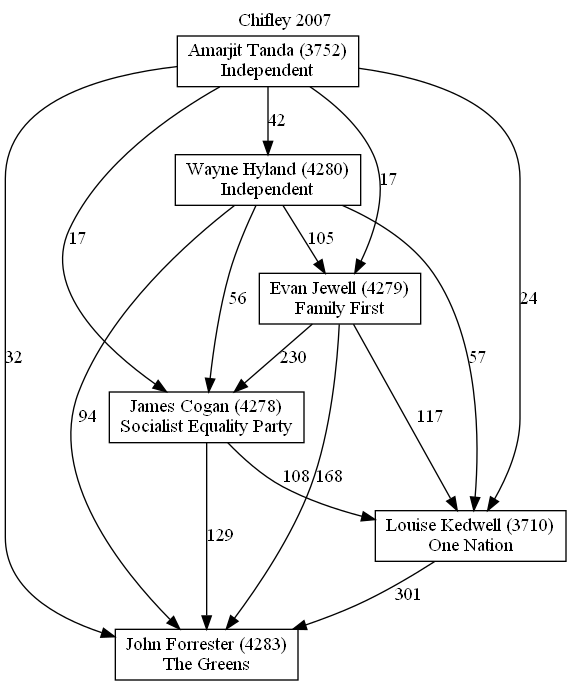 Chifley 2007
Amarjit Tanda (3752)
Independent
42
Wayne Hyland (4280)
Independent
17
17
105
Evan Jewell (4279)
Family First
56
24
32
230
57
James Cogan (4278)
Socialist Equality Party
94
117
108
168
Louise Kedwell (3710)
One Nation
129
301
John Forrester (4283)
The Greens